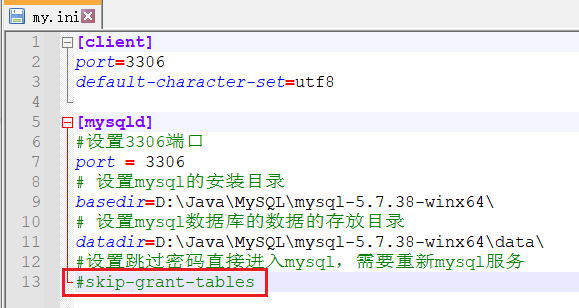 my.ini
1 [client]
2 port=3306
3 default-character-set=utf8
4
5 [mysqld]
6 #设置3306端口
7 port = 3306
8 # 设置mysql的安装目录
9 basedir=D:\Java\MySQL\mysql-5.7.38-winx64\
10 # 设置mysql数据库的数据的存放目录
11 datadir=D:\Java\MySQL\mysql-5.7.38-winx64\data\
12 #设置跳过密码直接进入mysql，需要重新mysql服务
13 #skip-grant-tables